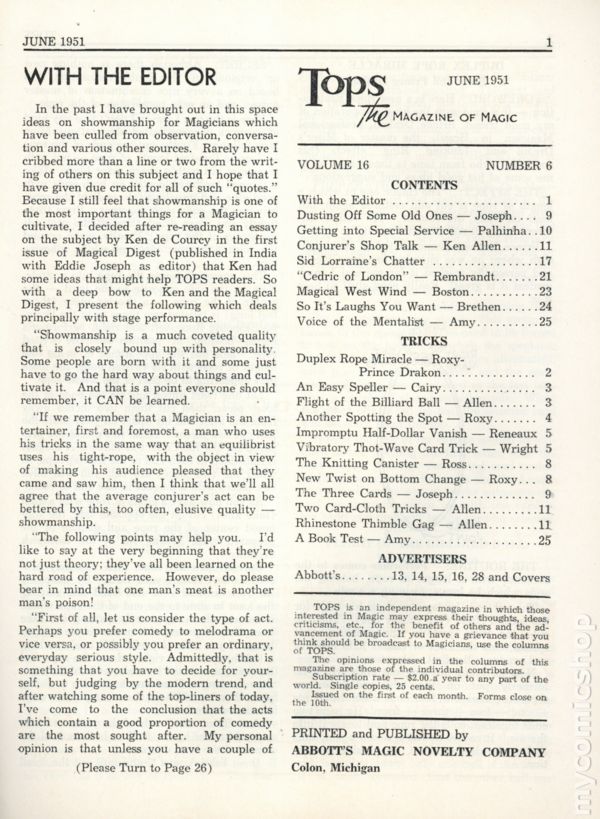 JUNE 1951
1
WITH THE EDITOR
In the past I have brought out in this space
ideas on showmanship for Magicians which
have been culled from observation, conversa-
tion and various other sources. Rarely have I
cribbed more than a line or two from the writ-
ing of others on this subject and I hope that I
have given due credit for all of such "quotes."
Because I still feel that showmanship is one of
the most important things for a Magician to
cultivate, I decided after re-reading an essay
on the subject by Ken de Courcy in the first
issue of Magical Digest (published in India
with Eddie Joseph as editor) that Ken had
some ideas that might help TOPS readers. So
with a deep bow to Ken and the Magical
Digest, I present the following which deals
principally with stage performance.
"Showmanship is a much coveted quality
that is closely bound up with personality.
Some people are born with it and some just
have to go the hard way about things and cul-
tivate it. And that is a point everyone should
remember, it CAN be learned.
"If we remember that a Magician is an en-
tertainer, first and foremost, a man who uses
his tricks in the same way that an equilibrist
uses his tight-rope, with the object in view
of making his audience pleased that they
came and saw him, then I think that we'll all
agree that the average conjurer's act can be
bettered by this, too often, elusive quality —
showmanship.
"The following points may help you. I'd
like to say at the very beginning that they're
not just theory; they've all been learned on the
hard road of experience. However, do please
bear in mind that one man's meat is another
man's poison!
"First of all, let us consider the type of act.
Perhaps you prefer comedy to melodrama or
vice versa, or possibly you prefer an ordinary,
everyday serious style. Admittedly, that is
something that you have to decide for your-
self, but judging by the modern trend, and
after watching some of the top-liners of today,
I've come to the conclusion that the acts
which contain a good proportion of comedy
are the most sought after. My personal
opinion is that unless you have a couple of
(Please Turn to Page 26)
Tops
JUNE 1951
The MAGAZINE OF MAGIC
VOLUME 16 NUMBER 6
CONTENTS
With the Editor ...................... 1
Dusting Off Some Old Ones — Joseph.... 9
Getting into Special Service — Palhinha..10
Conjurer's Shop Talk — Ken Allen......11
Sid Lorraine's Chatter ................17
"Cedric of London" — Rembrandt.......21
Magical West Wind — Boston...........23
So It's Laughs You Want — Brethen....24
Voice of the Mentalist — Amy..........25
TRICKS
Duplex Rope Miracle — Roxy-
Prince Drakon.............. 2
An Easy Speller — Cairy............... 3
Flight of the Billiard Ball — Allen....... 3
Another Spotting the Spot — Roxy....... 4
Impromptu Half-Dollar Vanish — Reneaux 5
Vibratory Thot-Wave Card Trick — Wright 5
The Knitting Canister — Ross........... 8
New Twist on Bottom Change — Roxy... 8
The Three Cards — Joseph............. 9
Two Card-Cloth Tricks — Allen.........11
Rhinestone Thimble Gag — Allen.......11
A Book Test — Amy..................25
ADVERTISERS
Abbott's........13, 14, 15, 16, 28 and Covers
TOPS is an independent magazine in which those
interested in Magic may express their thoughts, ideas,
criticisms, etc., for the benefit of others and the ad-
vancement of Magic. If you have a grievance that you
think should be broadcast to Magicians, use the columns
of TOPS.
The opinions expressed in the columns of this
magazine are those of the individual contributors.
Subscription rate — $2.00 a year to any part of the
world. Single copies, 25 cents.
Issued on the first of each month. Forms close on
the 10th.
PRINTED and PUBLISHED by
ABBOTT'S MAGIC NOVELTY COMPANY
Colon, Michigan
mycomicshop